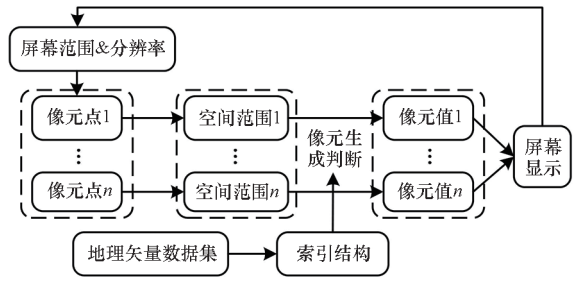 屏幕范围&分辨率
像元点1
空间范围1
像元值1
像元生
成判断
屏幕
显示
⋯
⋯
⋯
像元点n
空间范围n
像元值n
地理矢量数据集
索引结构